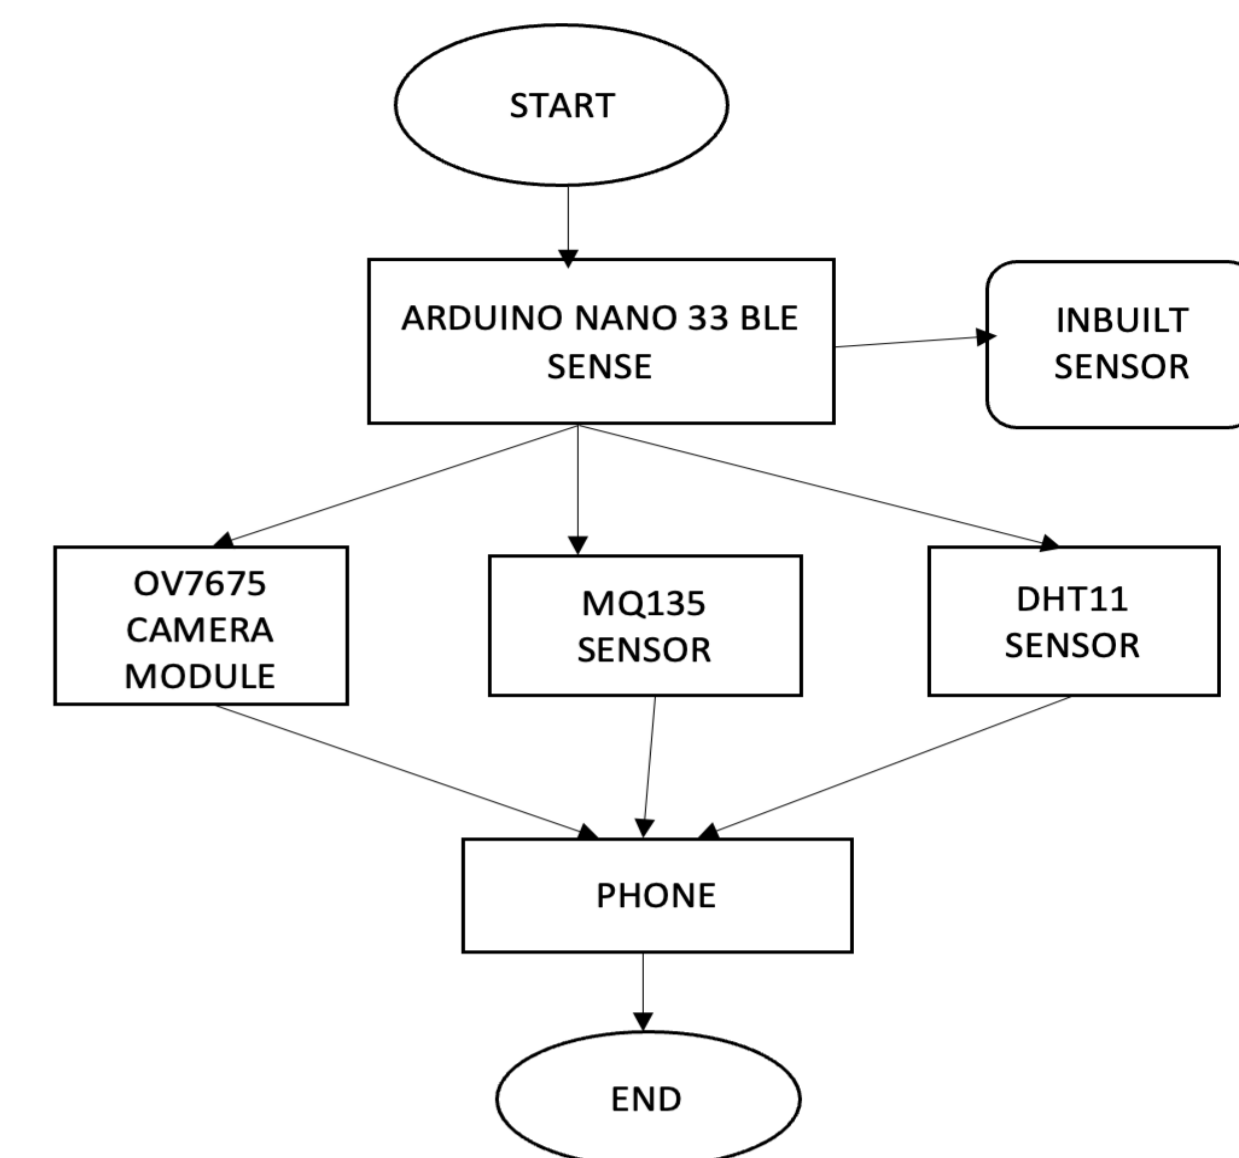 START
ARDUINO NANO 33 BLE
SENSE
INBUILT
SENSOR
OV7675
CAMERA
MODULE
MQ135
SENSOR
DHT11
SENSOR
PHONE
END